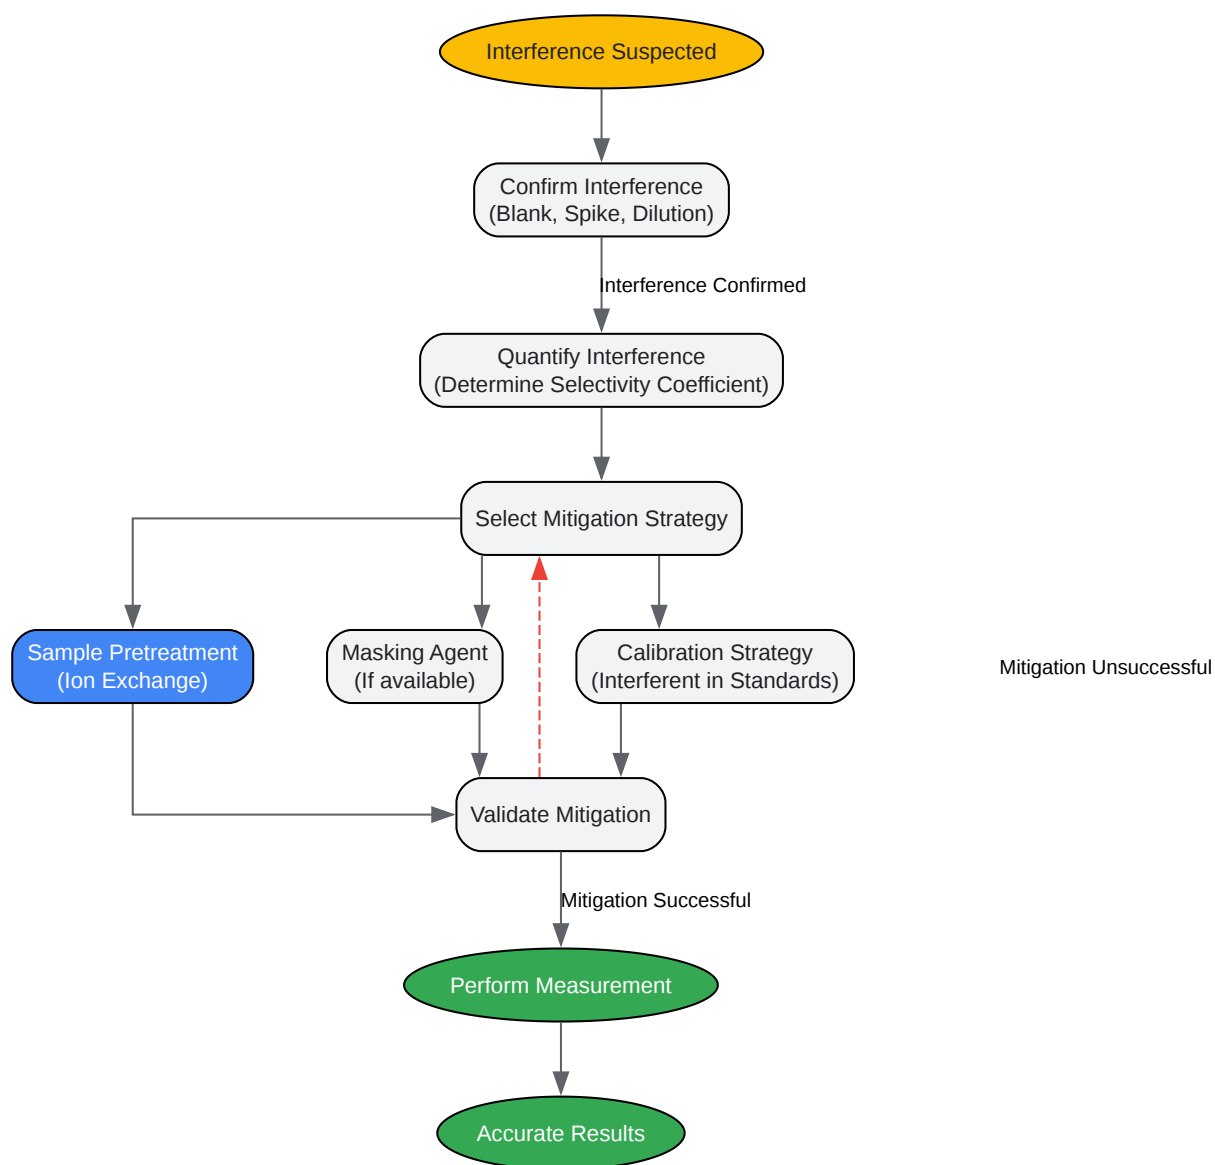 Interference Suspected
Confirm Interference
(Blank, Spike, Dilution)
Interference Confirmed
Quantify Interference
(Determine Selectivity Coefficient)
Select Mitigation Strategy
Sample Pretreatment
(Ion Exchange)
Masking Agent
(If available)
Calibration Strategy
(Interferent in Standards)
Mitigation Unsuccessful
Validate Mitigation
Mitigation Successful
Perform Measurement
Accurate Results